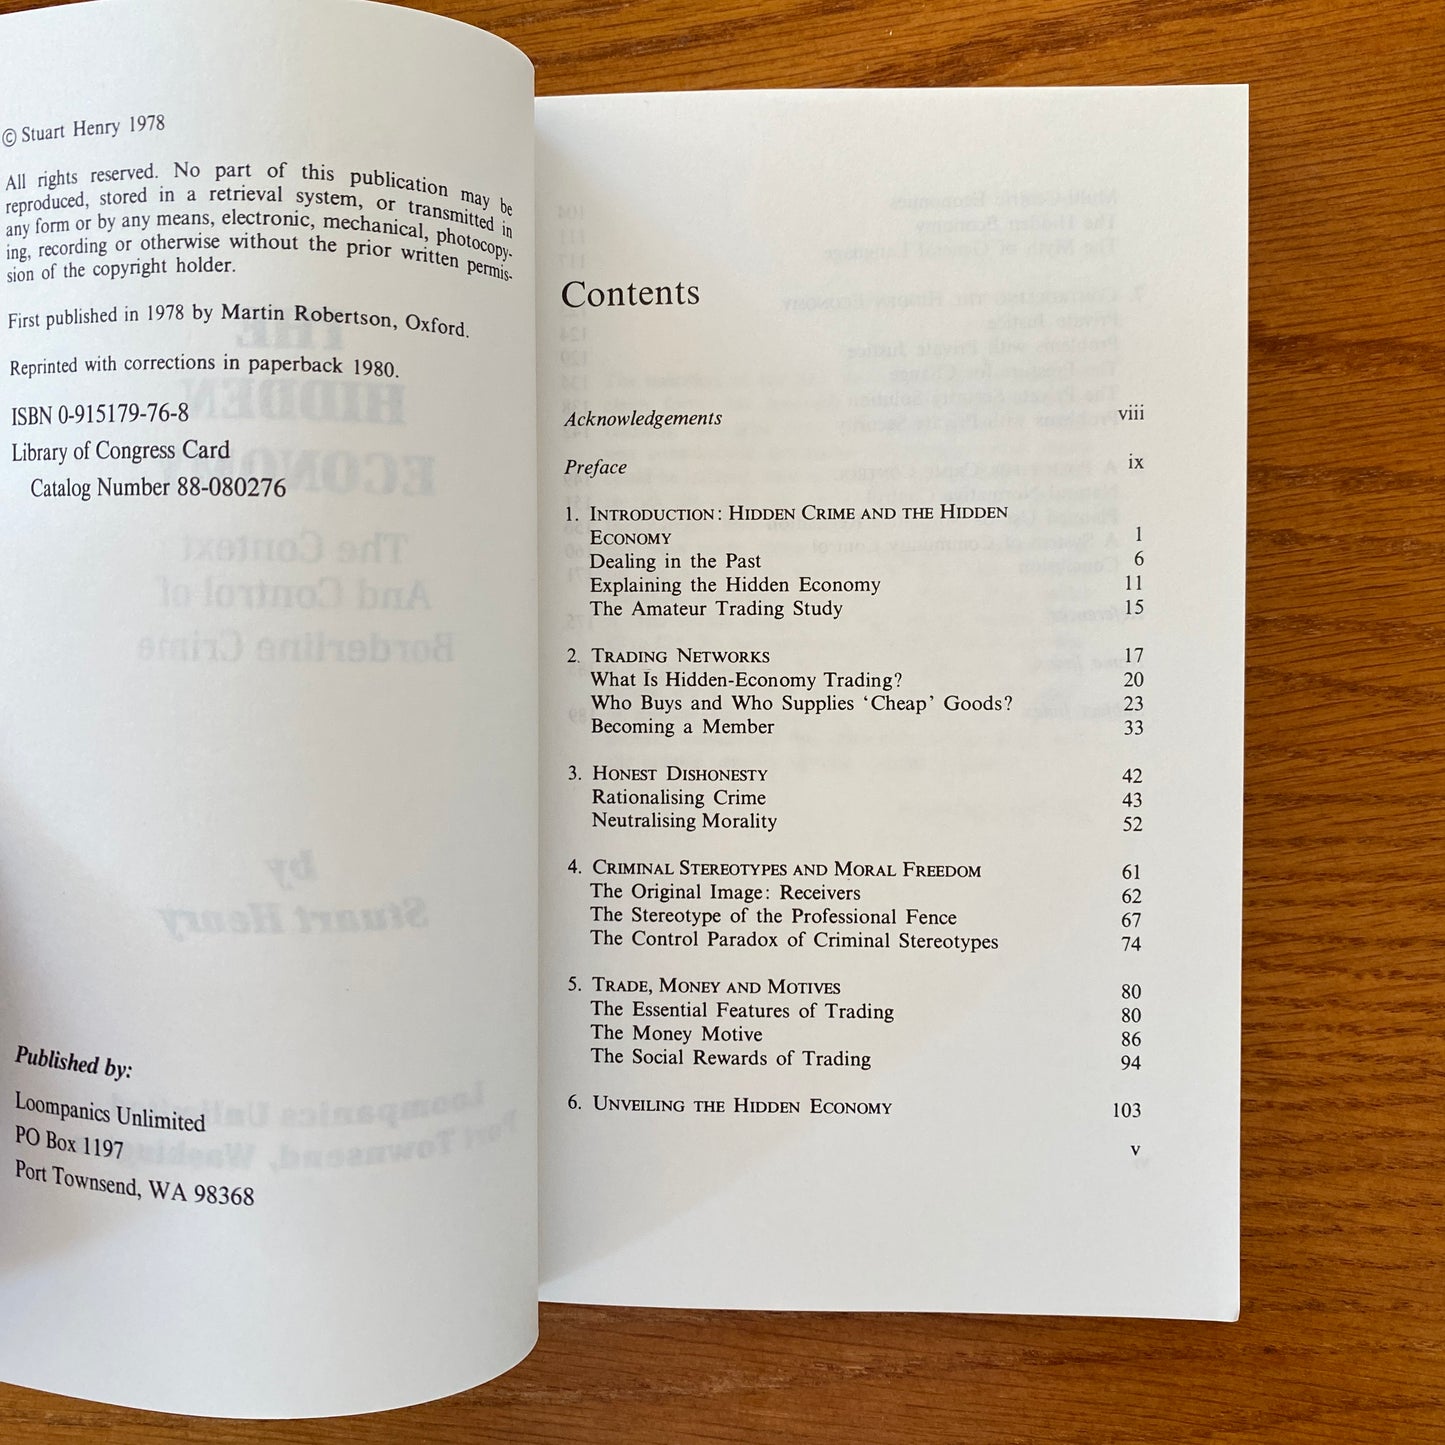 © Stuart Henry 1978
All rights reserved. No part of this publication may be
reproduced, stored in a retrieval system, or transmitted in
any form or by any means, electronic, mechanical, photocopy-
ing, recording or otherwise without the prior written permis-
sion of the copyright holder.
First published in 1978 by Martin Robertson, Oxford.
Reprinted with corrections in paperback 1980.
ISBN 0-915179-76-8
Library of Congress Card
Catalog Number 88-080276
Published by:
Loompanics Unlimited
PO Box 1197
Port Townsend, WA 98368
Contents
Acknowledgements viii
Preface ix
1. INTRODUCTION: HIDDEN CRIME AND THE HIDDEN
ECONOMY 1
Dealing in the Past 6
Explaining the Hidden Economy 11
The Amateur Trading Study 15
2. TRADING NETWORKS 17
What Is Hidden-Economy Trading? 20
Who Buys and Who Supplies ‘Cheap’ Goods? 23
Becoming a Member 33
3. HONEST DISHONESTY 42
Rationalising Crime 43
Neutralising Morality 52
4. CRIMINAL STEREOTYPES AND MORAL FREEDOM 61
The Original Image: Receivers 62
The Stereotype of the Professional Fence 67
The Control Paradox of Criminal Stereotypes 74
5. TRADE, MONEY AND MOTIVES 80
The Essential Features of Trading 80
The Money Motive 86
The Social Rewards of Trading 94
6. UNVEILING THE HIDDEN ECONOMY 103
v